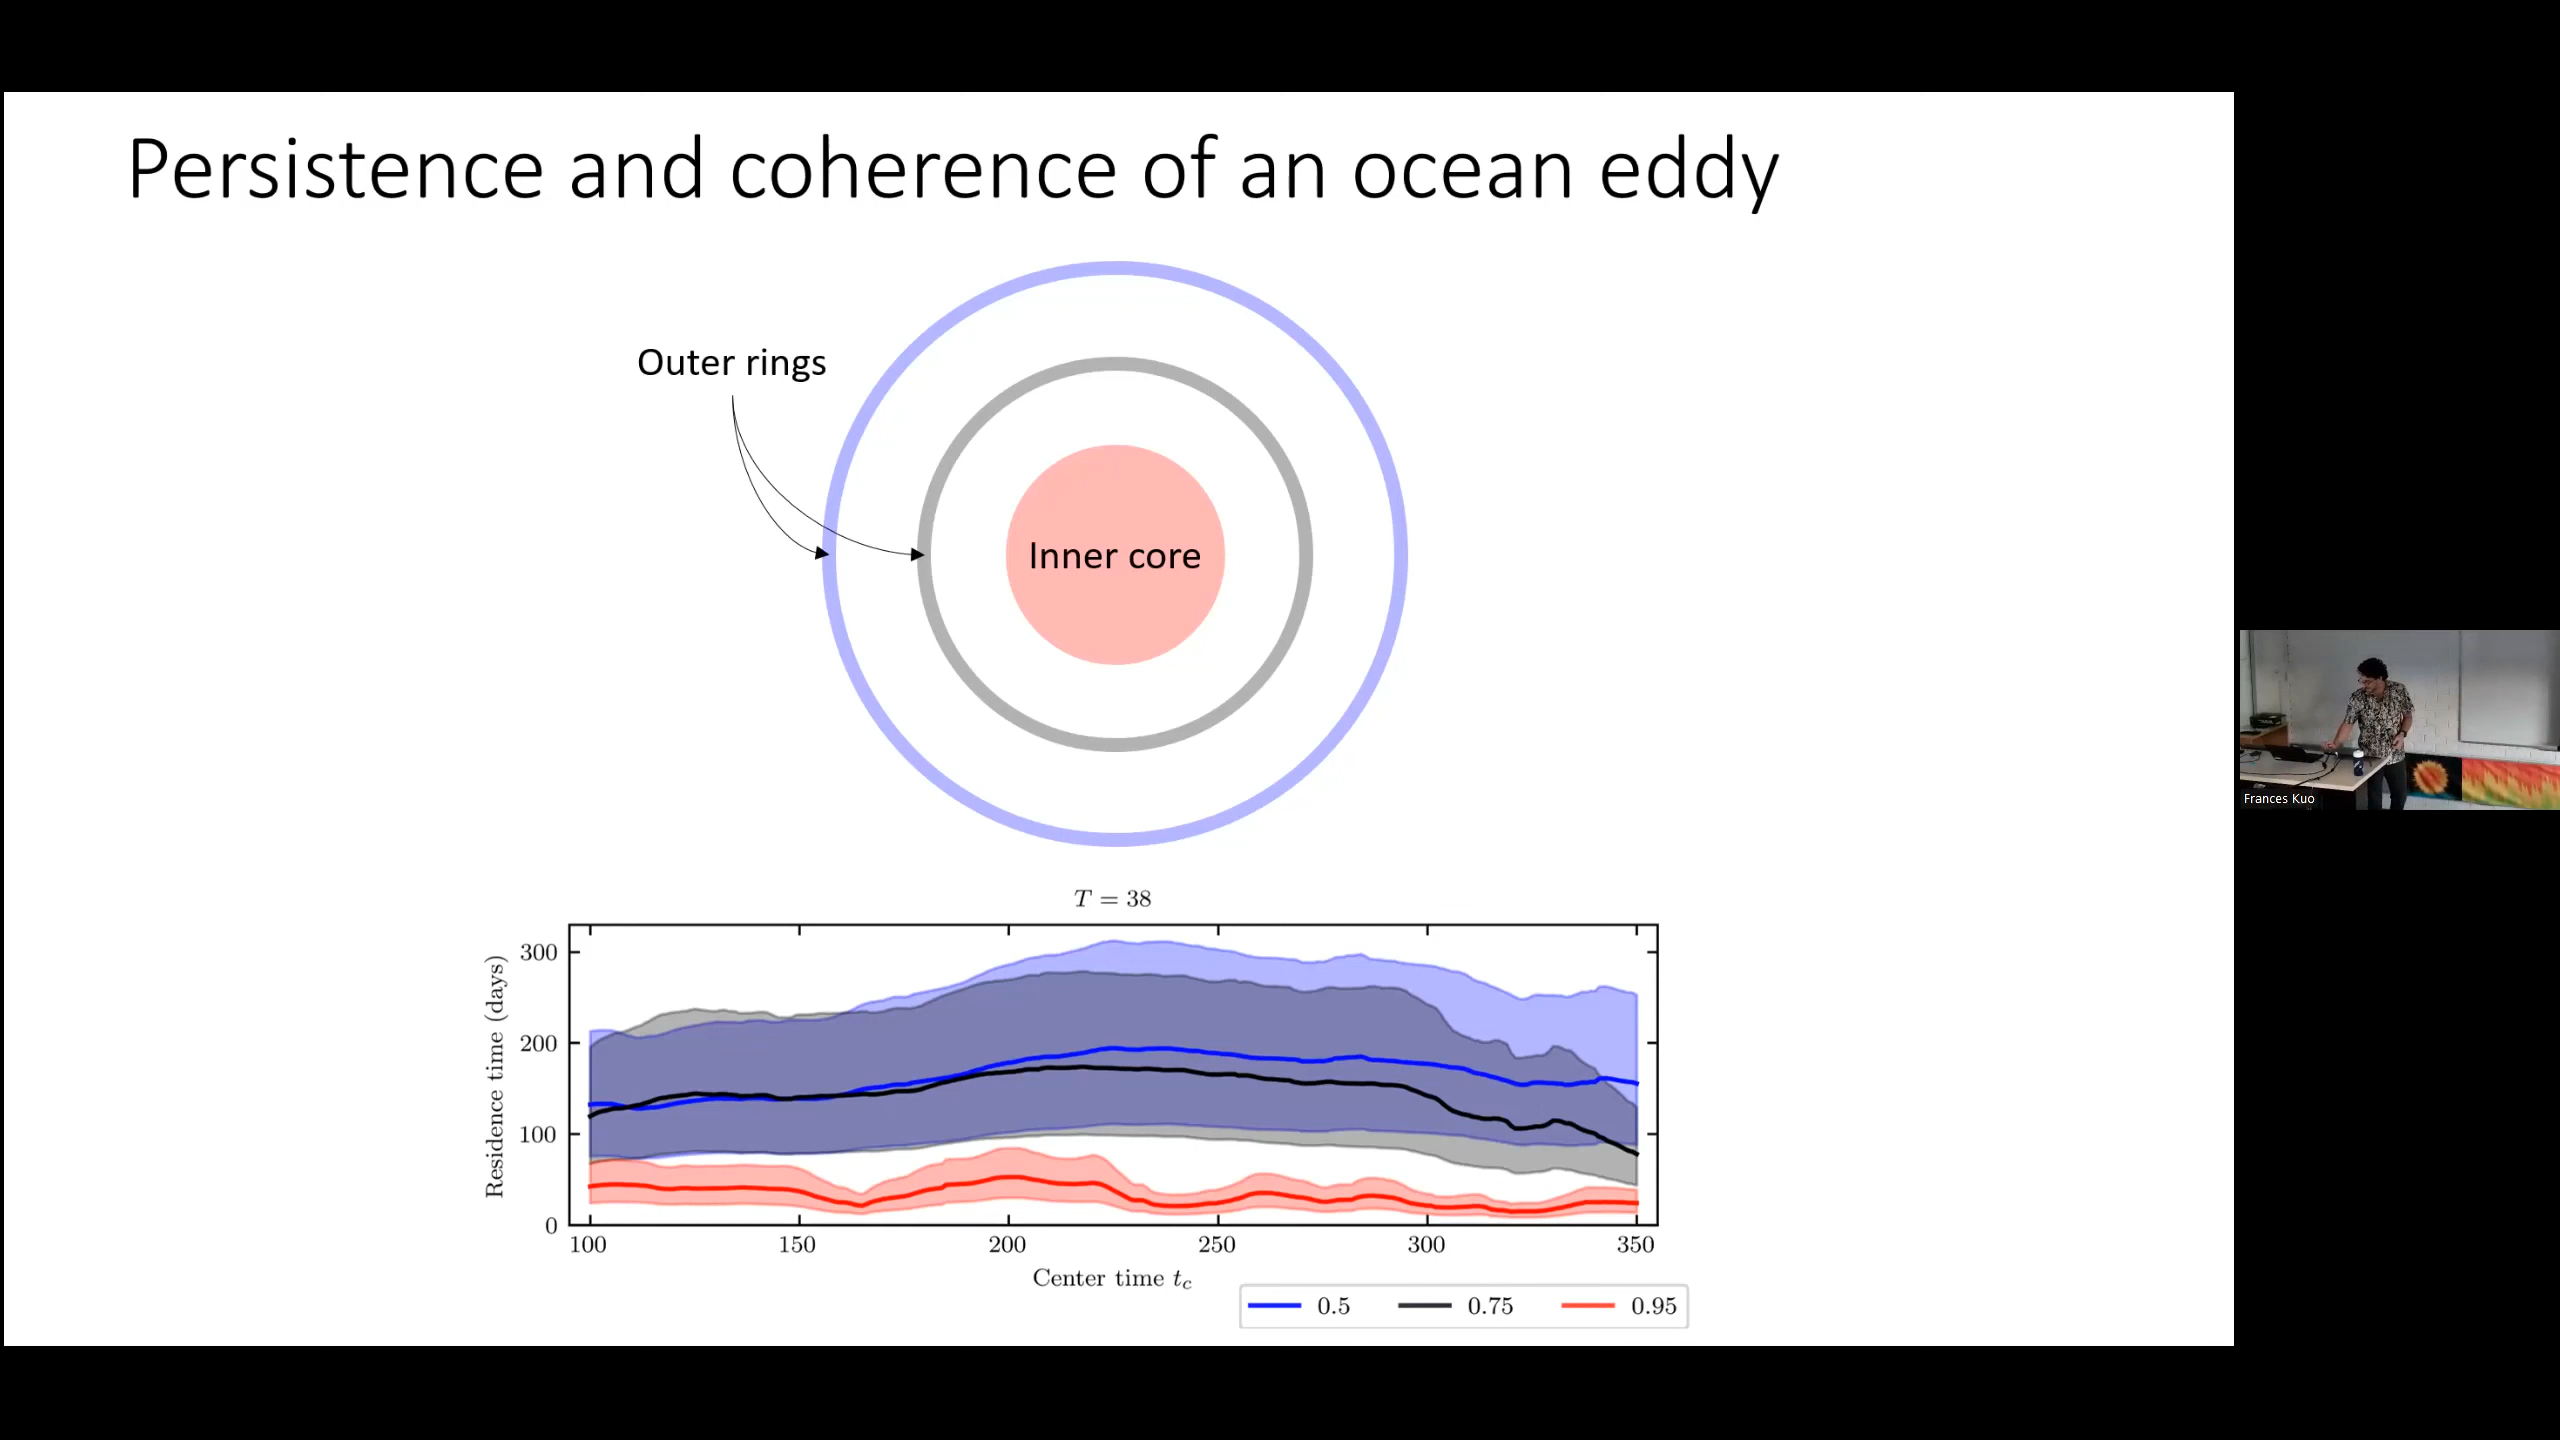 Persistence and coherence of an ocean eddy
Outer rings
Inner core
T = 38
Residence time (days)
300
200
100
0
100 150 200 250 300 350
Center time t_c
0.5 0.75 0.95
Frances Kuo